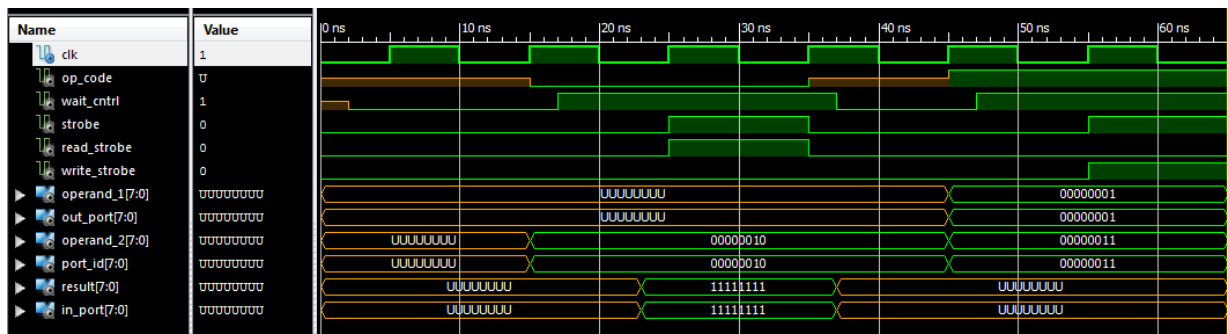 Name Value 0 ns 10 ns 20 ns 30 ns 40 ns 50 ns 60 ns
clk 1
op_code U
wait_cntrl 1
strobe 0
read_strobe 0
write_strobe 0
operand_1[7:0] UUUUUUUU UUUUUUUU 00000001
out_port[7:0] UUUUUUUU UUUUUUUU 00000001
operand_2[7:0] UUUUUUUU UUUUUUUU 00000010 00000011
port_id[7:0] UUUUUUUU UUUUUUUU 00000010 00000011
result[7:0] UUUUUUUU UUUUUUUU 11111111 UUUUUUUU
in_port[7:0] UUUUUUUU UUUUUUUU 11111111 UUUUUUUU